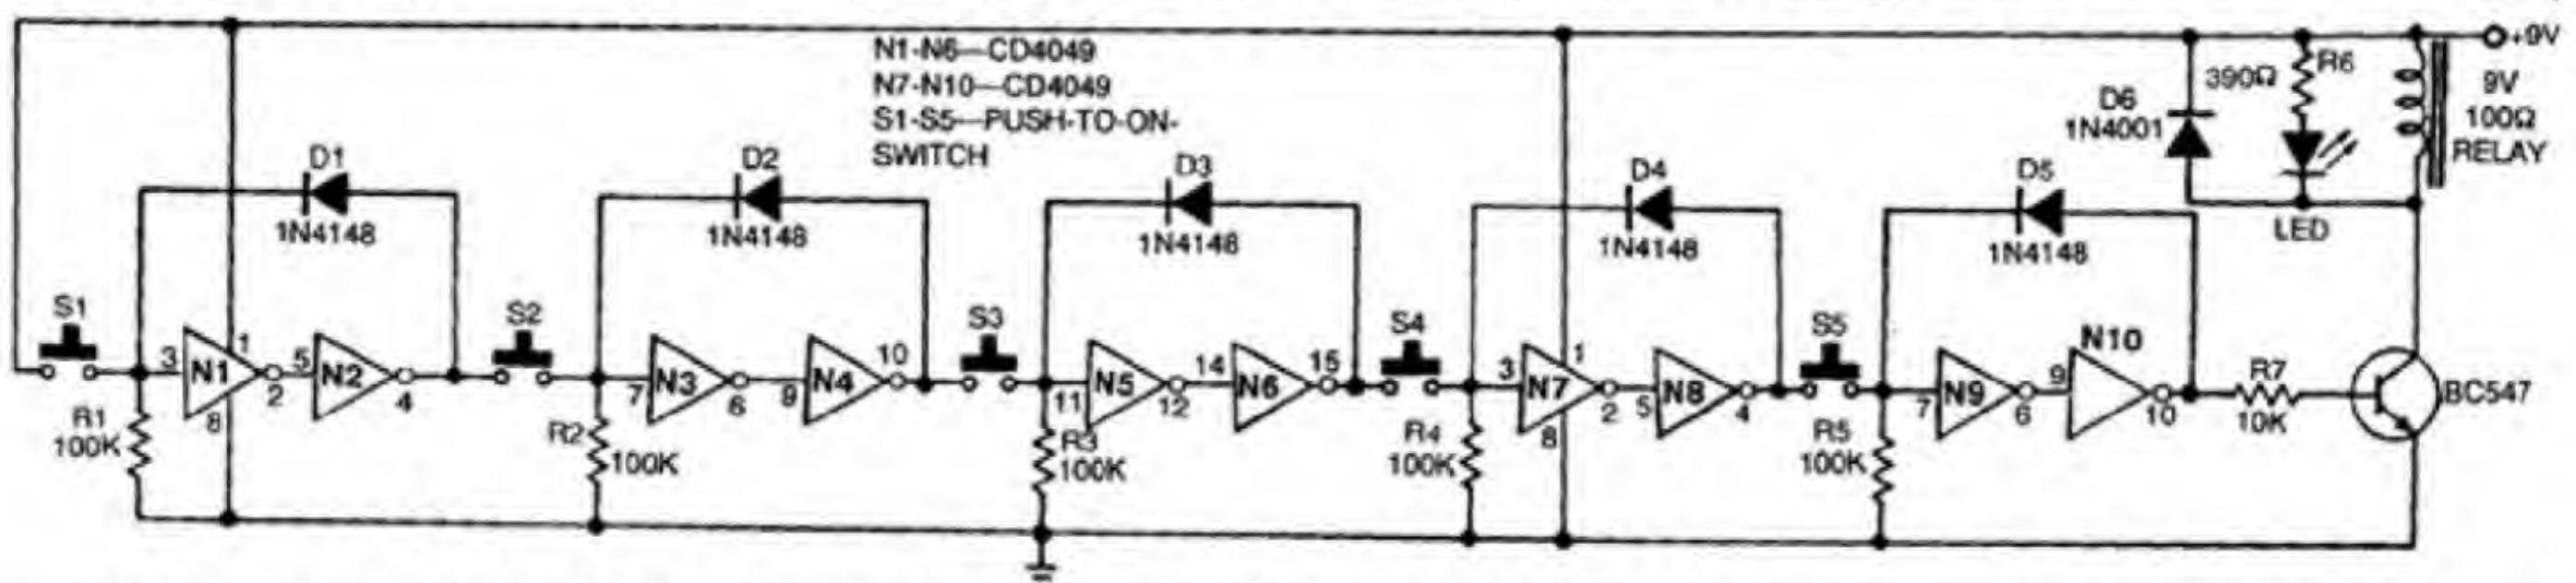 N1-N6—CD4049
N7-N10—CD4049
S1-S5—PUSH-TO-ON-
SWITCH
+9V
390Ω
R6
D6
1N4001
9V
100Ω
RELAY
LED
D1
1N4148
D2
1N4148
D3
1N4148
D4
1N4148
D5
1N4148
S1
3
N1
1
2
8
5
N2
4
S2
7
N3
6
9
N4
10
S3
11
N5
12
14
N6
15
S4
3
N7
1
2
8
5
N8
4
S5
7
N9
6
9
N10
10
R7
10K
BC547
R1
100K
R2
100K
R3
100K
R4
100K
R5
100K